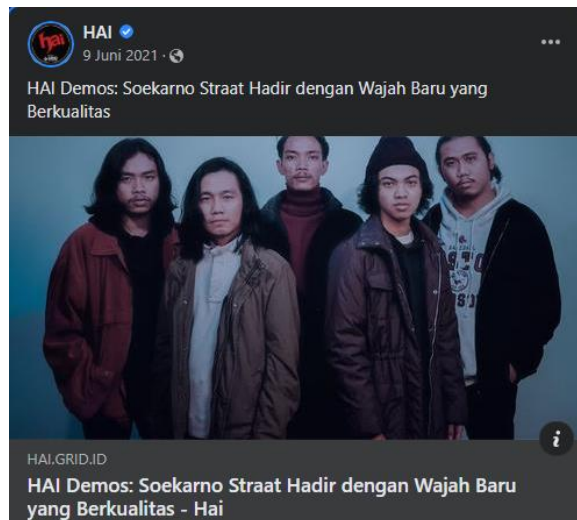 hai
HAI
9 Juni 2021 ·
HAI Demos: Soekarno Straat Hadir dengan Wajah Baru yang
Berkualitas
HAI.GRID.ID
HAI Demos: Soekarno Straat Hadir dengan Wajah Baru
yang Berkualitas - Hai